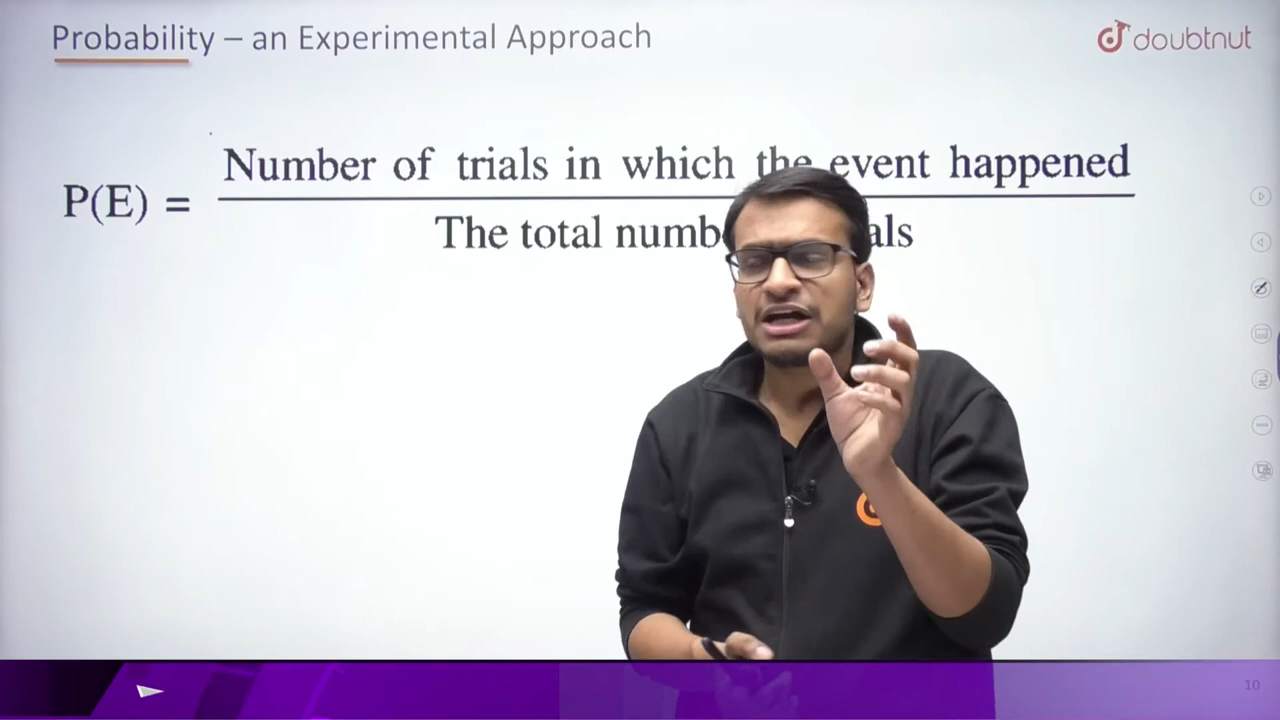 Probability – an Experimental Approach
doubtnut
Number of trials in which the event happened
P(E) =
The total
10